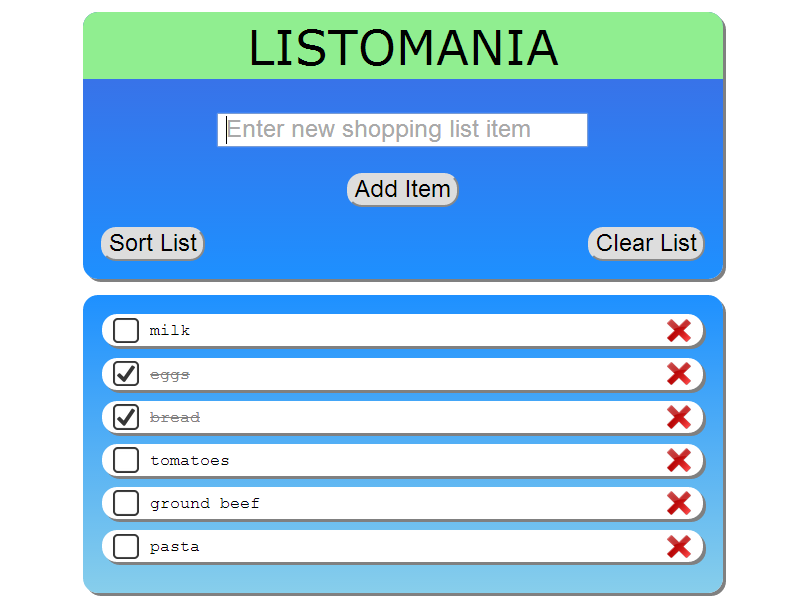 LISTOMANIA
Enter new shopping list item
Add Item
Sort List
Clear List
milk
eggs
bread
tomatoes
ground beef
pasta